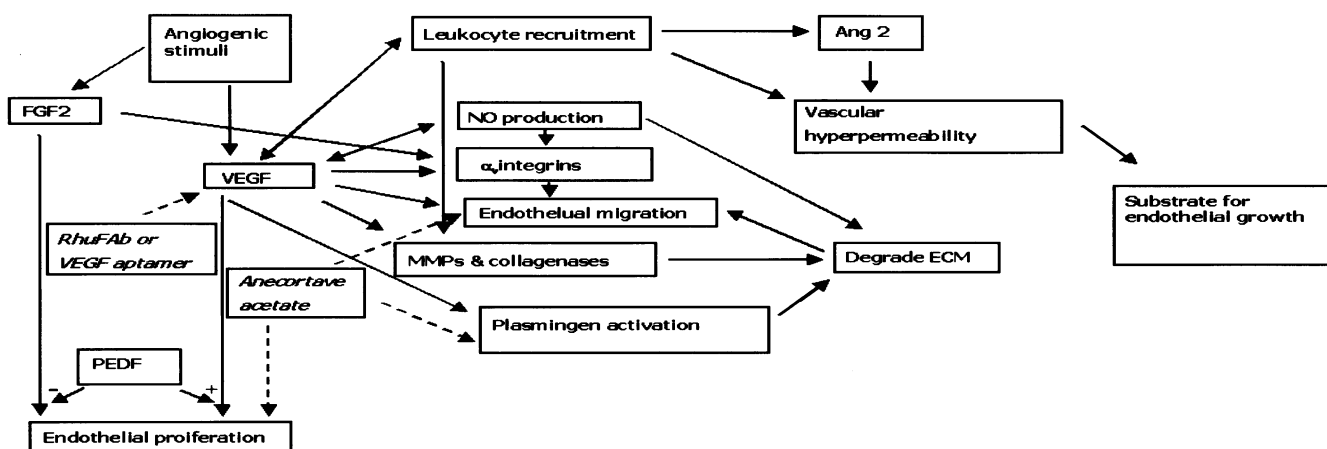 Angiogenic
stimuli
Leukocyte recruitment
Ang 2
FGF2
NO production
Vascular
hyperpermeability
αvintegrins
VEGF
Endothelual migration
Substrate for
endothelial growth
RhuFAb or
VEGF aptamer
MMPs & collagenases
Degrade ECM
Anecortave
acetate
Plasmingen activation
PEDF
- +
Endothelial proiferation